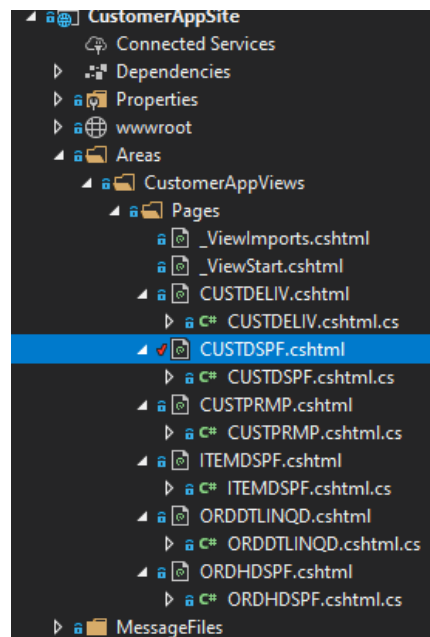 CustomerAppSite
Connected Services
Dependencies
Properties
wwwroot
Areas
CustomerAppViews
Pages
_ViewImports.cshtml
_ViewStart.cshtml
CUSTDELIV.cshtml
C# CUSTDELIV.cshtml.cs
CUSTDSPF.cshtml
C# CUSTDSPF.cshtml.cs
CUSTPRMP.cshtml
C# CUSTPRMP.cshtml.cs
ITEMDSPF.cshtml
C# ITEMDSPF.cshtml.cs
ORDDTLINQD.cshtml
C# ORDDTLINQD.cshtml.cs
ORDHDSPF.cshtml
C# ORDHDSPF.cshtml.cs
MessageFiles